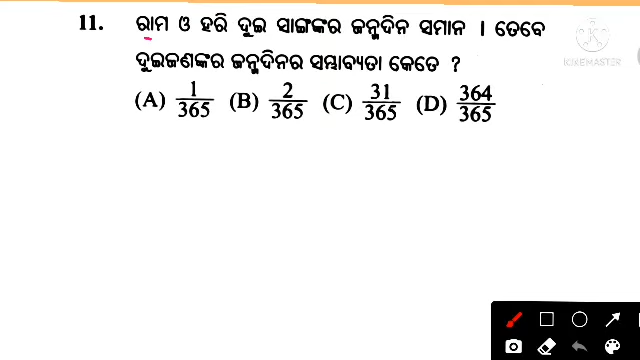 11. ରାମ ଓ ହରି ଦୁଇ ସାଙ୍ଗଙ୍କର ଜନ୍ମଦିନ ସମାନ । ତେବେ
ଦୁଇଜଣଙ୍କର ଜନ୍ମଦିନର ସମ୍ଭାବ୍ୟତା କେତେ ?
(A) 1/365 (B) 2/365 (C) 31/365 (D) 364/365
K
KINEMASTER